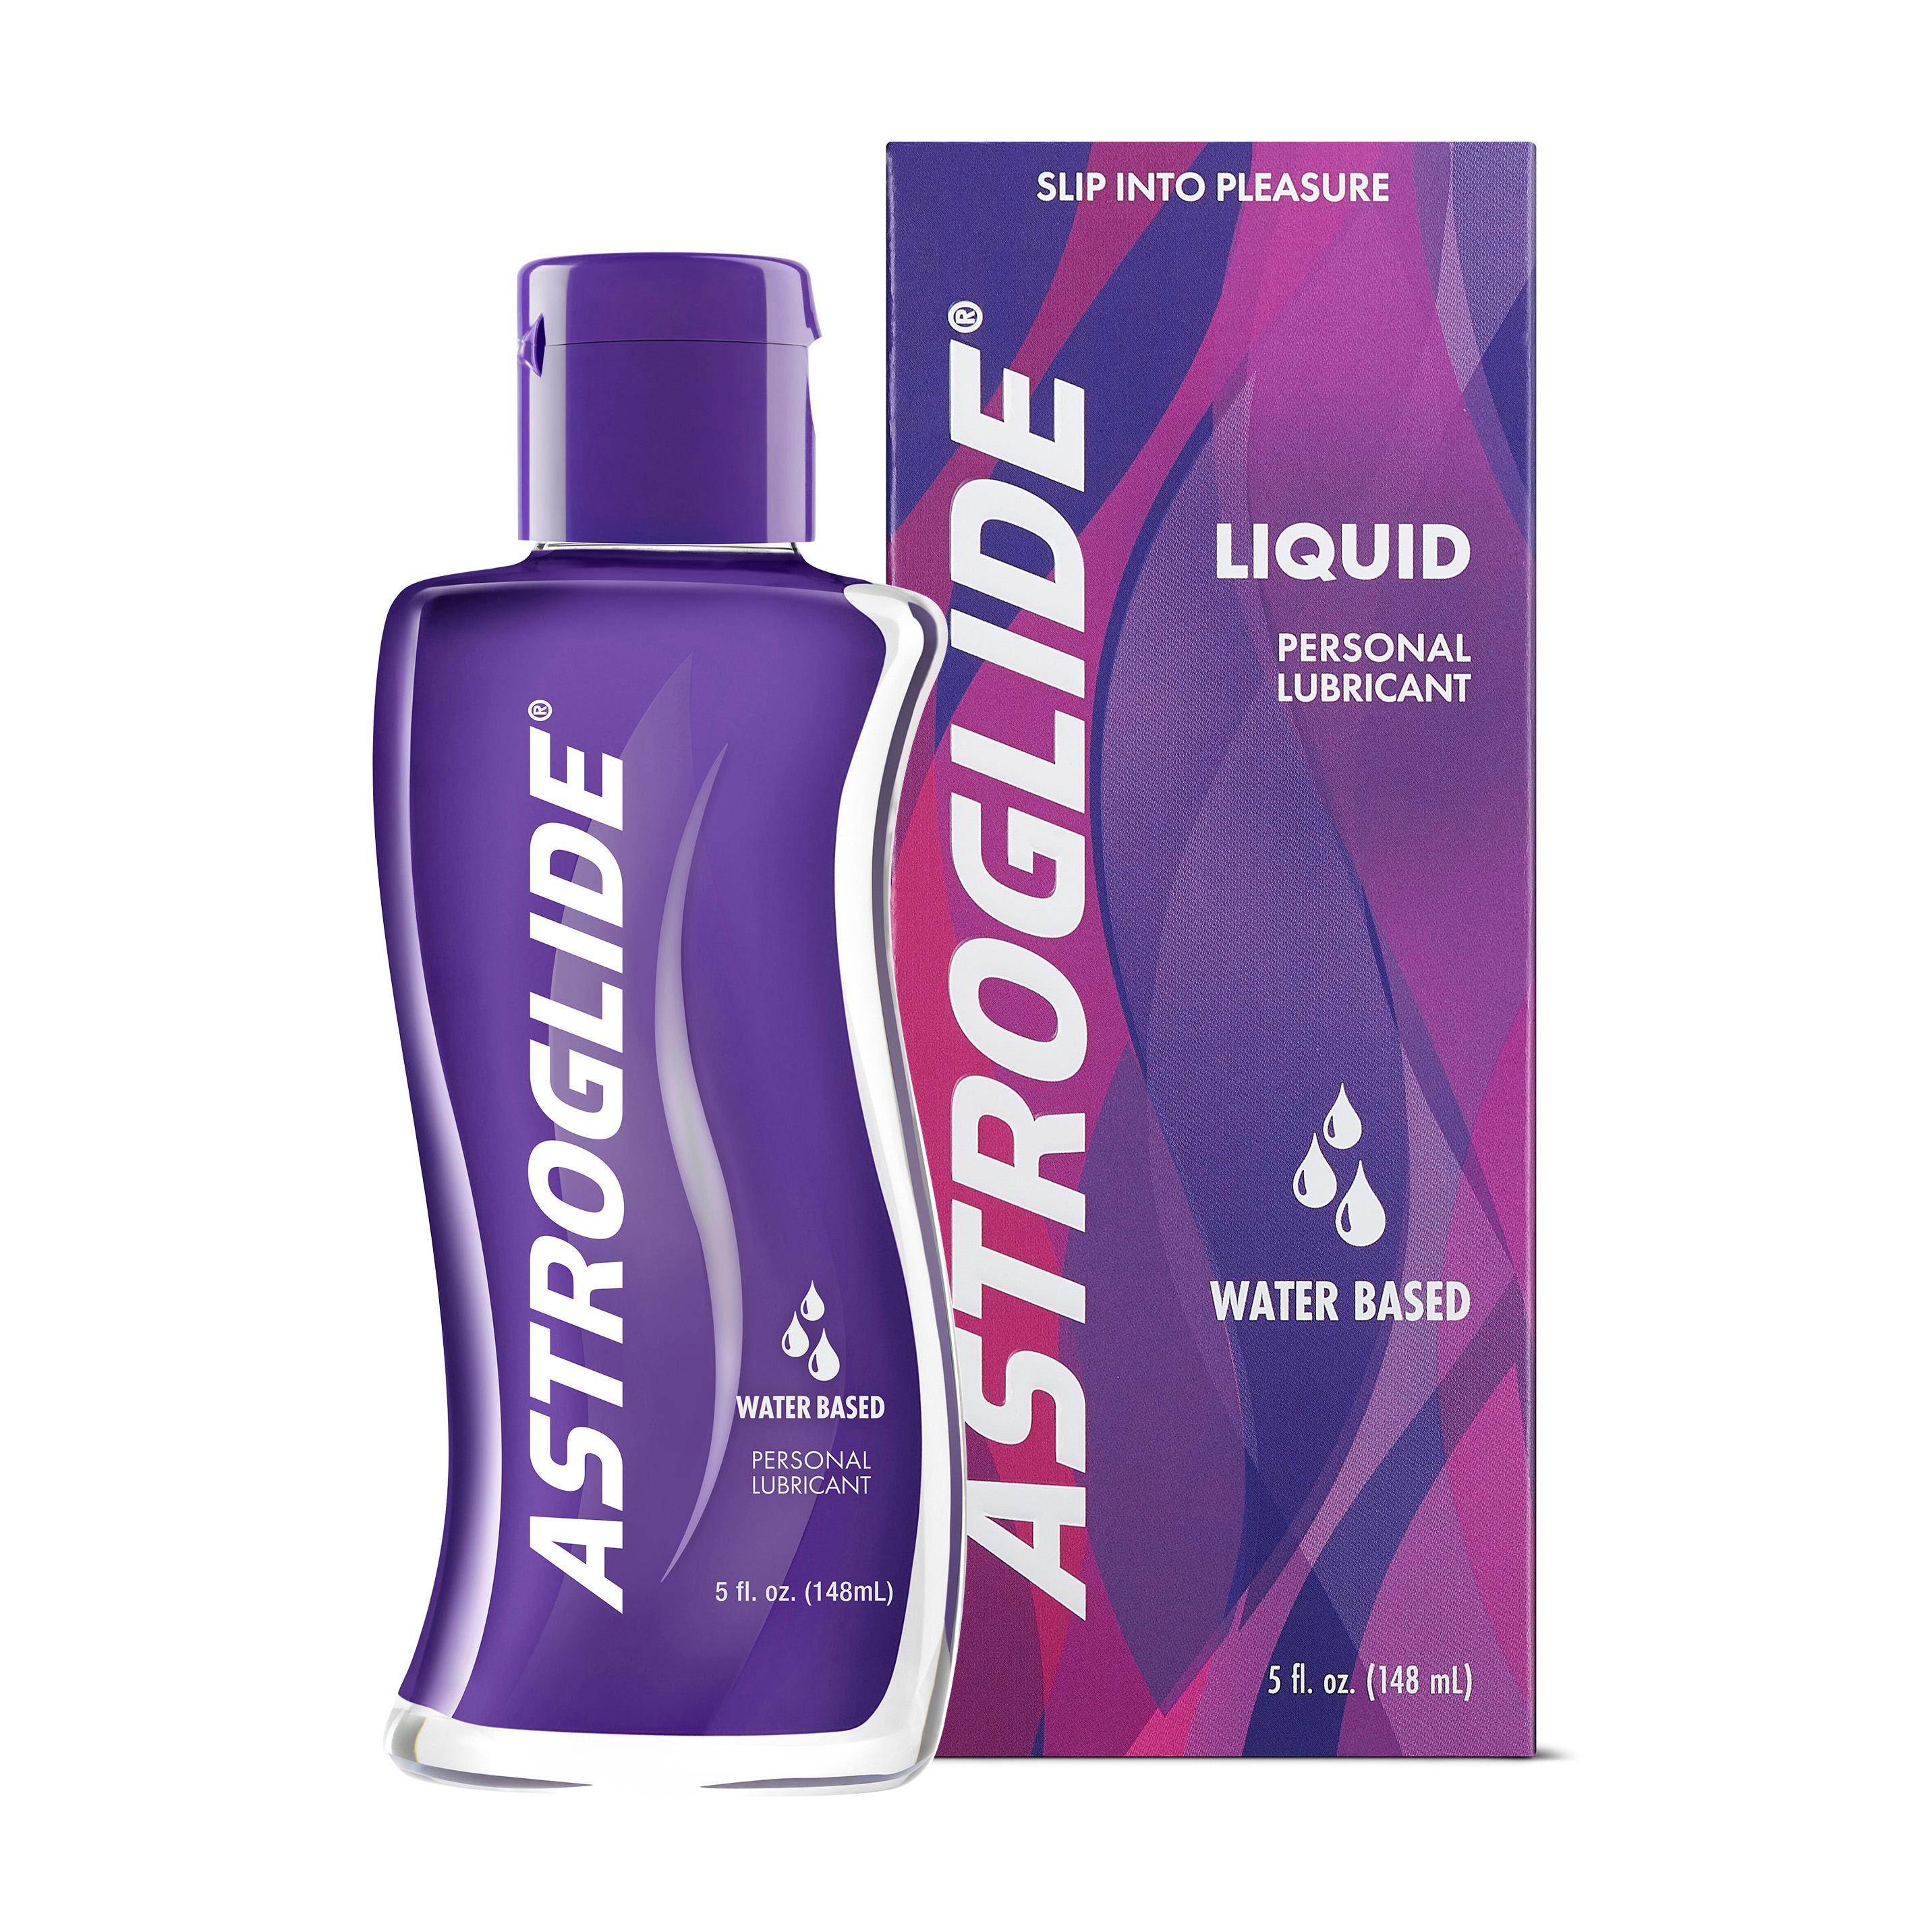 ASTROGLIDE®
WATER BASED
PERSONAL
LUBRICANT
5 fl. oz. (148mL)
SLIP INTO PLEASURE
ASTROGLIDE®
LIQUID
PERSONAL
LUBRICANT
WATER BASED
5 fl. oz. (148 mL)